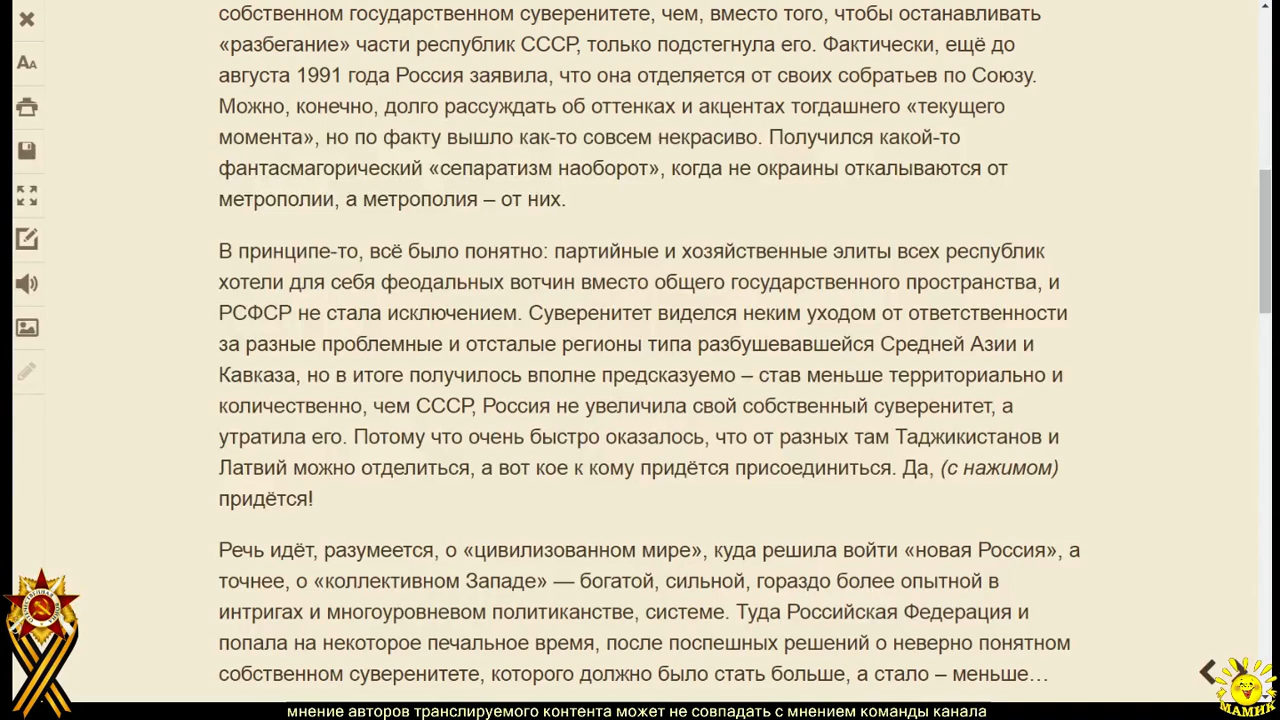 собственном государственном суверенитете, чем, вместо того, чтобы останавливать
«разбегание» части республик СССР, только подстегнула его. Фактически, ещё до
августа 1991 года Россия заявила, что она отделяется от своих собратьев по Союзу.
Можно, конечно, долго рассуждать об оттенках и акцентах тогдашнего «текущего
момента», но по факту вышло как-то совсем некрасиво. Получился какой-то
фантасмагорический «сепаратизм наоборот», когда не окраины откалываются от
метрополии, а метрополия – от них.
В принципе-то, всё было понятно: партийные и хозяйственные элиты всех республик
хотели для себя феодальных вотчин вместо общего государственного пространства, и
РСФСР не стала исключением. Суверенитет виделся неким уходом от ответственности
за разные проблемные и отсталые регионы типа разбушевавшейся Средней Азии и
Кавказа, но в итоге получилось вполне предсказуемо – став меньше территориально и
количественно, чем СССР, Россия не увеличила свой собственный суверенитет, а
утратила его. Потому что очень быстро оказалось, что от разных там Таджикистанов и
Латвий можно отделиться, а вот кое к кому придётся присоединиться. Да, (с нажимом)
придётся!
Речь идёт, разумеется, о «цивилизованном мире», куда решила войти «новая Россия», а
точнее, о «коллективном Западе» — богатой, сильной, гораздо более опытной в
интригах и многоуровневом политиканстве, системе. Туда Российская Федерация и
попала на некоторое печальное время, после поспешных решений о неверно понятном
собственном суверенитете, которого должно было стать больше, а стало – меньше…
МАМИК
мнение авторов транслируемого контента может не совпадать с мнением команды канала